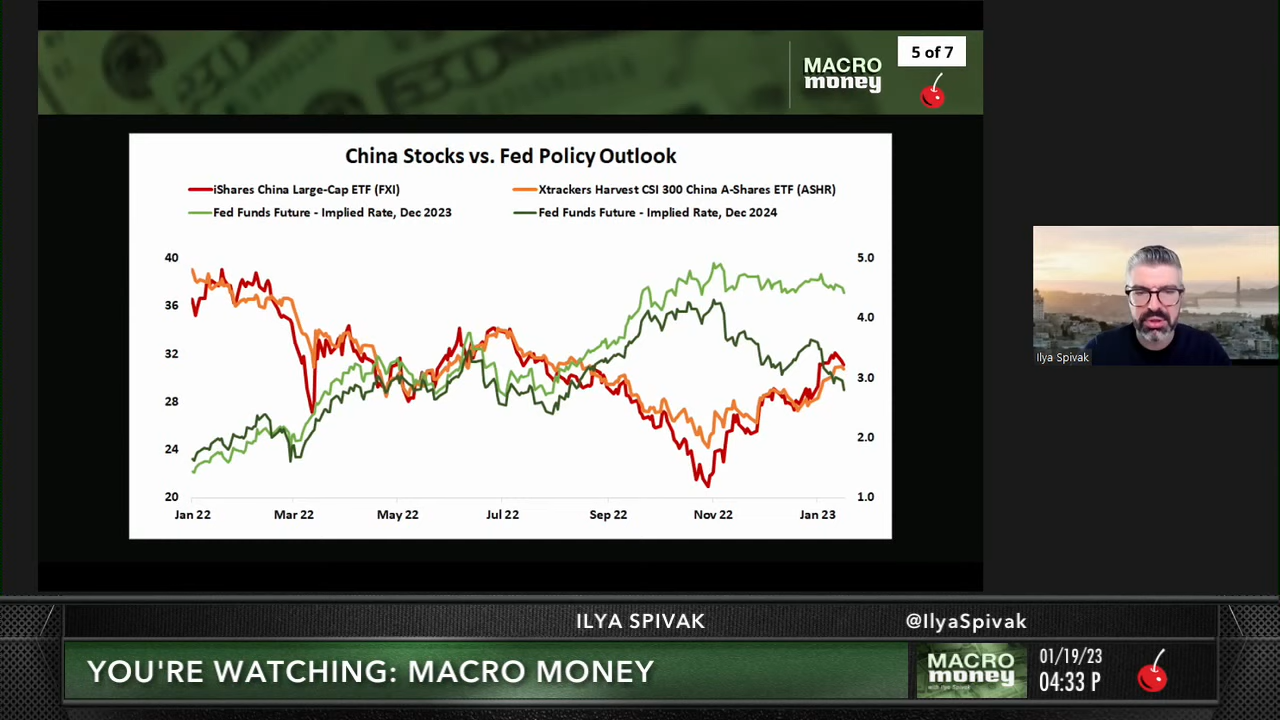 5 of 7
MACRO
money
China Stocks vs. Fed Policy Outlook
iShares China Large-Cap ETF (FXI)
Xtrackers Harvest CSI 300 China A-Shares ETF (ASHR)
Fed Funds Future - Implied Rate, Dec 2023
Fed Funds Future - Implied Rate, Dec 2024
40
36
32
28
24
20
5.0
4.0
3.0
2.0
1.0
Jan 22
Mar 22
May 22
Jul 22
Sep 22
Nov 22
Jan 23
Ilya Spivak
ILYA SPIVAK
@IlyaSpivak
YOU'RE WATCHING: MACRO MONEY
MACRO
money
with Ilya Spivak
01/19/23
04:33 P